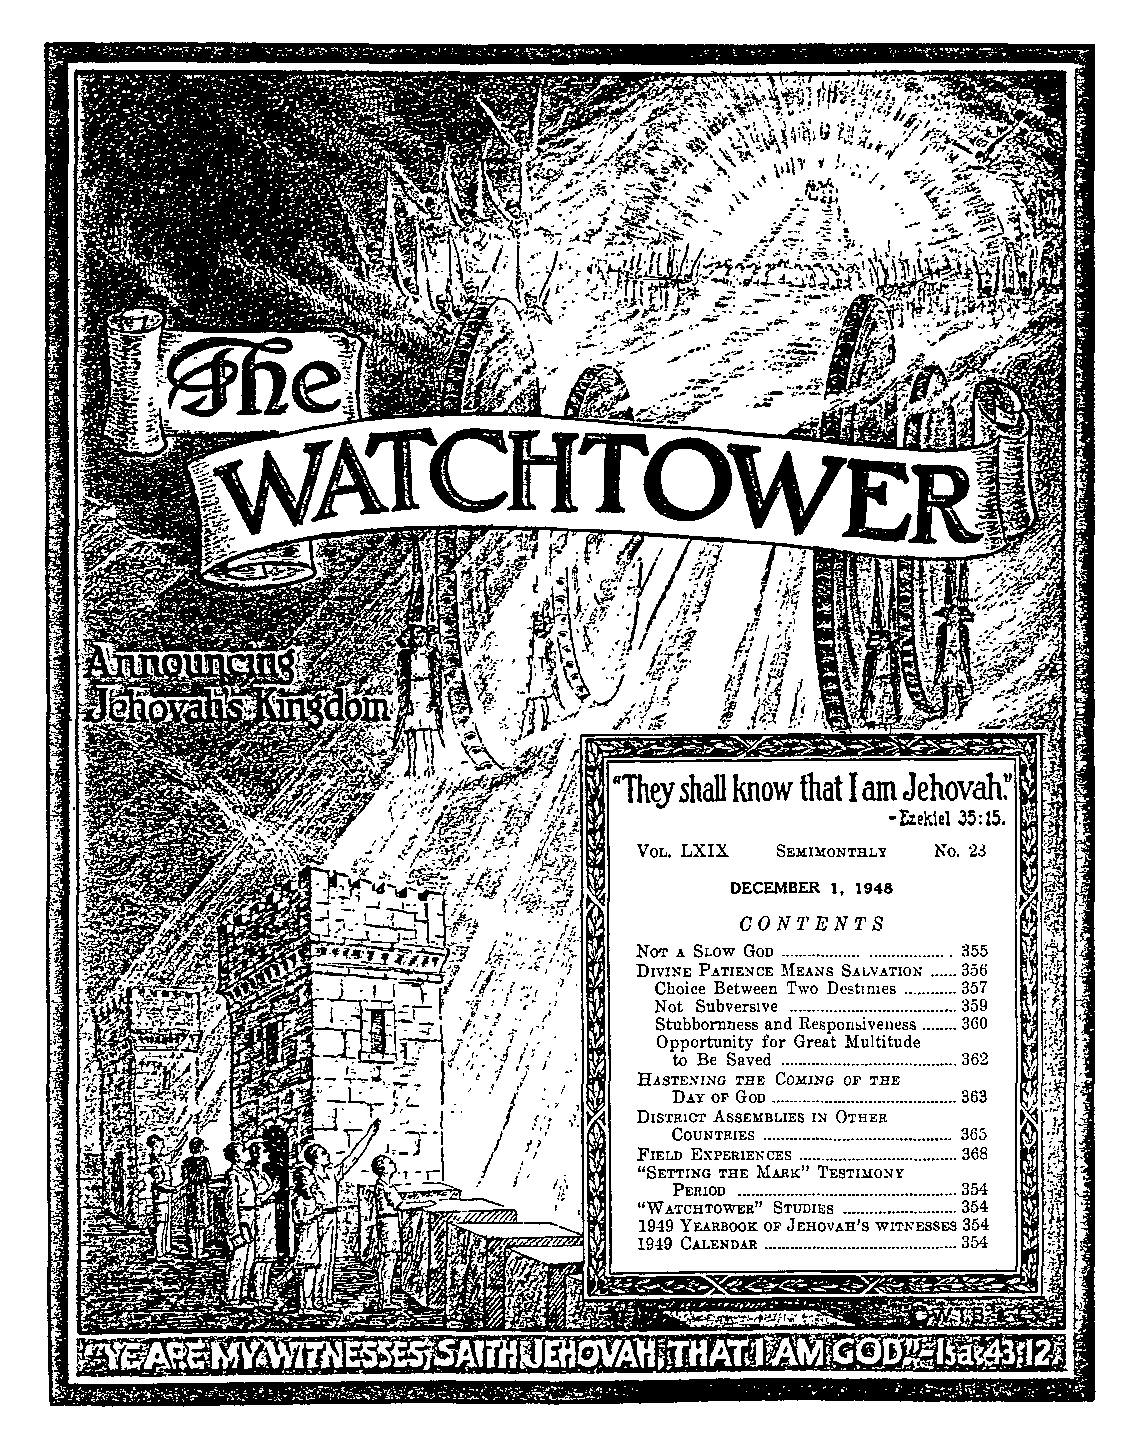 The
WATCHTOWER
Announcing
Jehovah's Kingdom
"They shall know that I am Jehovah."
-Ezekiel 35:15.
VOL. LXIX SEMIMONTHLY No. 23
DECEMBER 1, 1948
CONTENTS
NOT A SLOW GOD ................ ................ . 355
DIVINE PATIENCE MEANS SALVATION ...... 356
Choice Between Two Destinies ........... 357
Not Subversive ................................... 359
Stubbornness and Responsiveness ....... 360
Opportunity for Great Multitude
to Be Saved ..................................... 362
HASTENING THE COMING OF THE
DAY OF GOD ....................................... 363
DISTRICT ASSEMBLIES IN OTHER
COUNTRIES ....................................... 365
FIELD EXPERIENCES ................................. 368
"SETTING THE MARK" TESTIMONY
PERIOD .............................................. 354
"WATCHTOWER" STUDIES ........................ 354
1949 YEARBOOK OF JEHOVAH'S WITNESSES 354
1949 CALENDAR ........................................ 354
"YE ARE MY WITNESSES, SAITH JEHOVAH, THAT I AM GOD"-Isa. 43:12